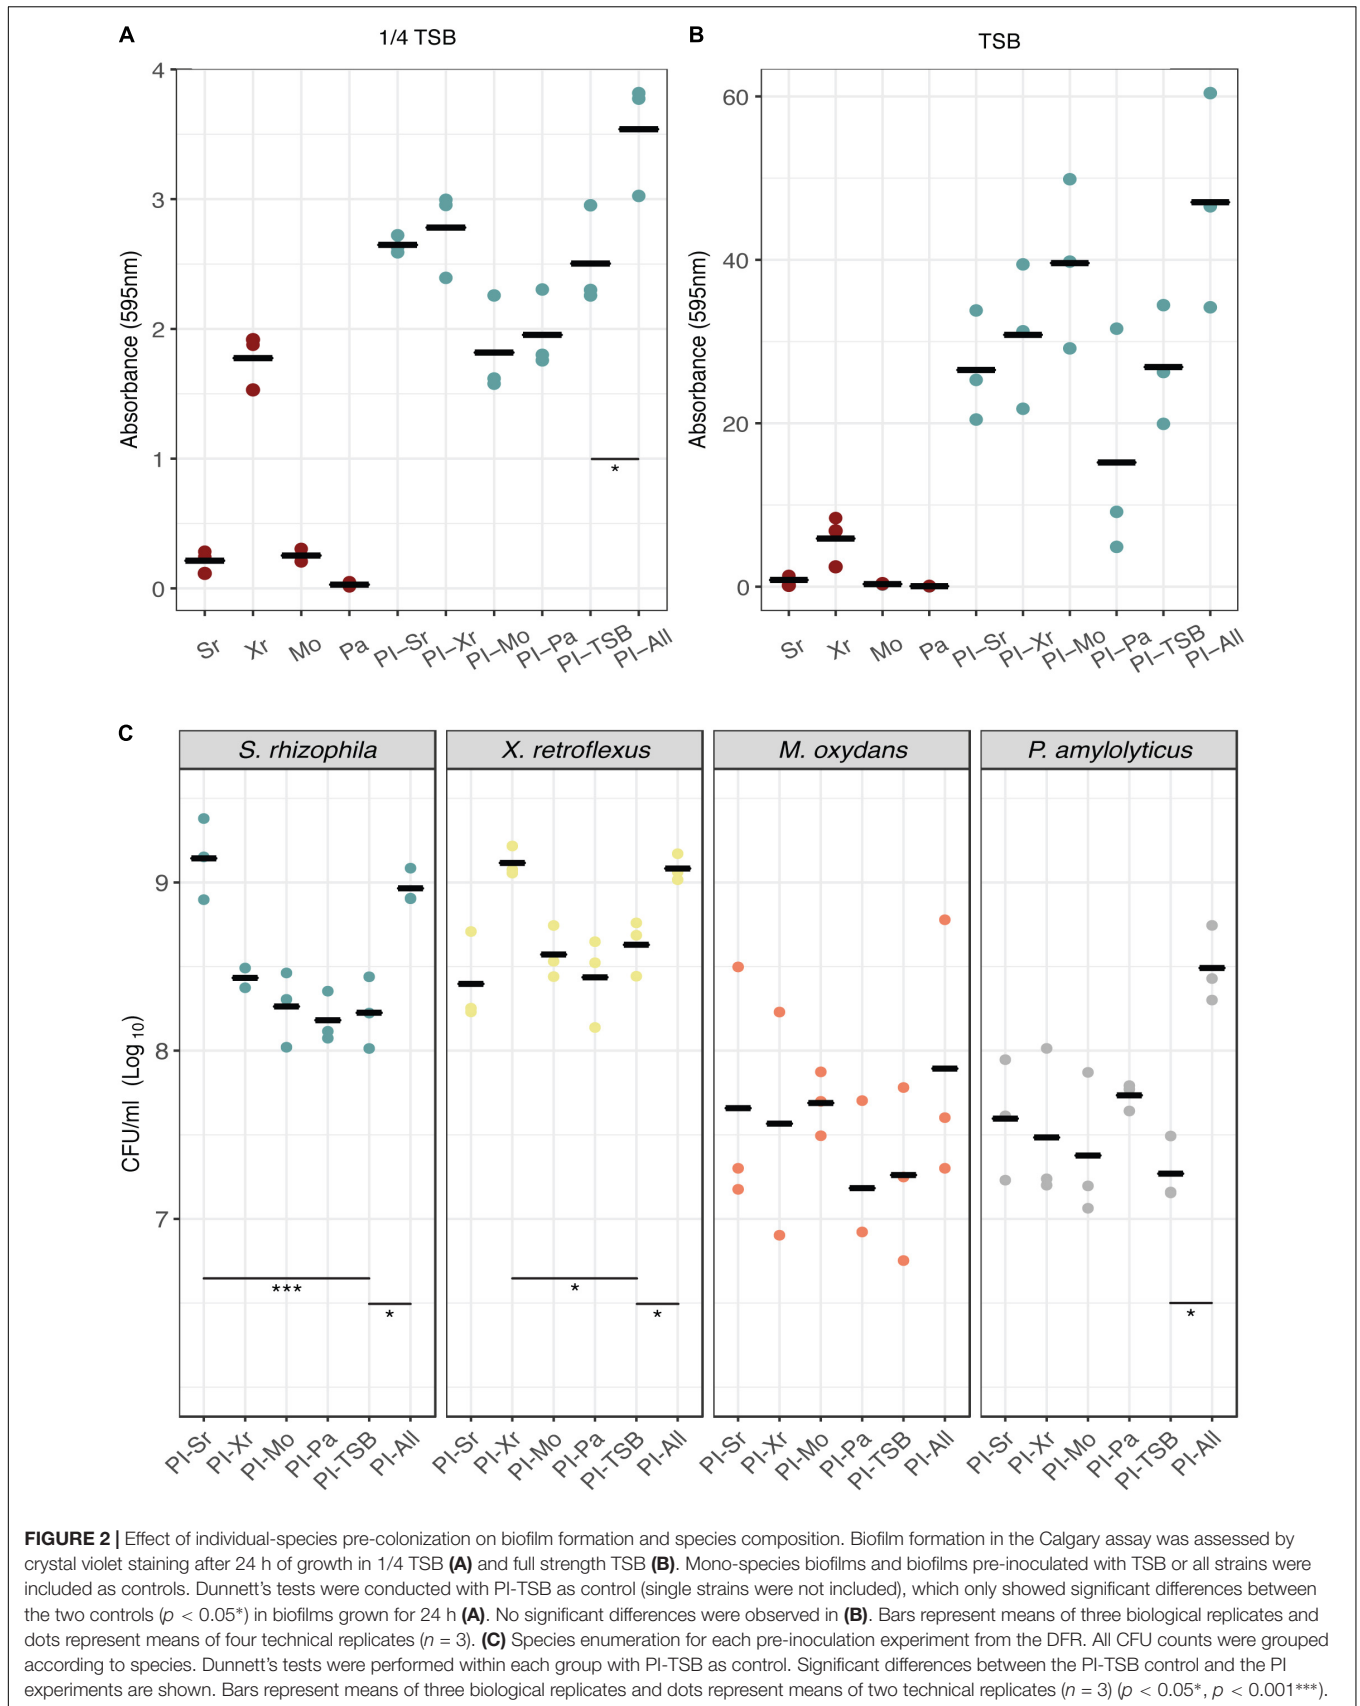 A
1/4 TSB
Absorbance (595nm)
4
3
2
1
0
*
Sr
Xr
Mo
Pa
PI–Sr
PI–Xr
PI–Mo
PI–Pa
PI–TSB
PI–All
B
TSB
Absorbance (595nm)
60
40
20
0
Sr
Xr
Mo
Pa
PI–Sr
PI–Xr
PI–Mo
PI–Pa
PI–TSB
PI–All
C
CFU/ml (Log 10)
9
8
7
S. rhizophila
***
*
PI-Sr
PI-Xr
PI-Mo
PI-Pa
PI-TSB
PI-All
X. retroflexus
*
*
PI-Sr
PI-Xr
PI-Mo
PI-Pa
PI-TSB
PI-All
M. oxydans
PI-Sr
PI-Xr
PI-Mo
PI-Pa
PI-TSB
PI-All
P. amylolyticus
*
PI-Sr
PI-Xr
PI-Mo
PI-Pa
PI-TSB
PI-All
FIGURE 2 | Effect of individual-species pre-colonization on biofilm formation and species composition. Biofilm formation in the Calgary assay was assessed by
crystal violet staining after 24 h of growth in 1/4 TSB (A) and full strength TSB (B). Mono-species biofilms and biofilms pre-inoculated with TSB or all strains were
included as controls. Dunnett's tests were conducted with PI-TSB as control (single strains were not included), which only showed significant differences between
the two controls (p < 0.05*) in biofilms grown for 24 h (A). No significant differences were observed in (B). Bars represent means of three biological replicates and
dots represent means of four technical replicates (n = 3). (C) Species enumeration for each pre-inoculation experiment from the DFR. All CFU counts were grouped
according to species. Dunnett's tests were performed within each group with PI-TSB as control. Significant differences between the PI-TSB control and the PI
experiments are shown. Bars represent means of three biological replicates and dots represent means of two technical replicates (n = 3) (p < 0.05*, p < 0.001***).